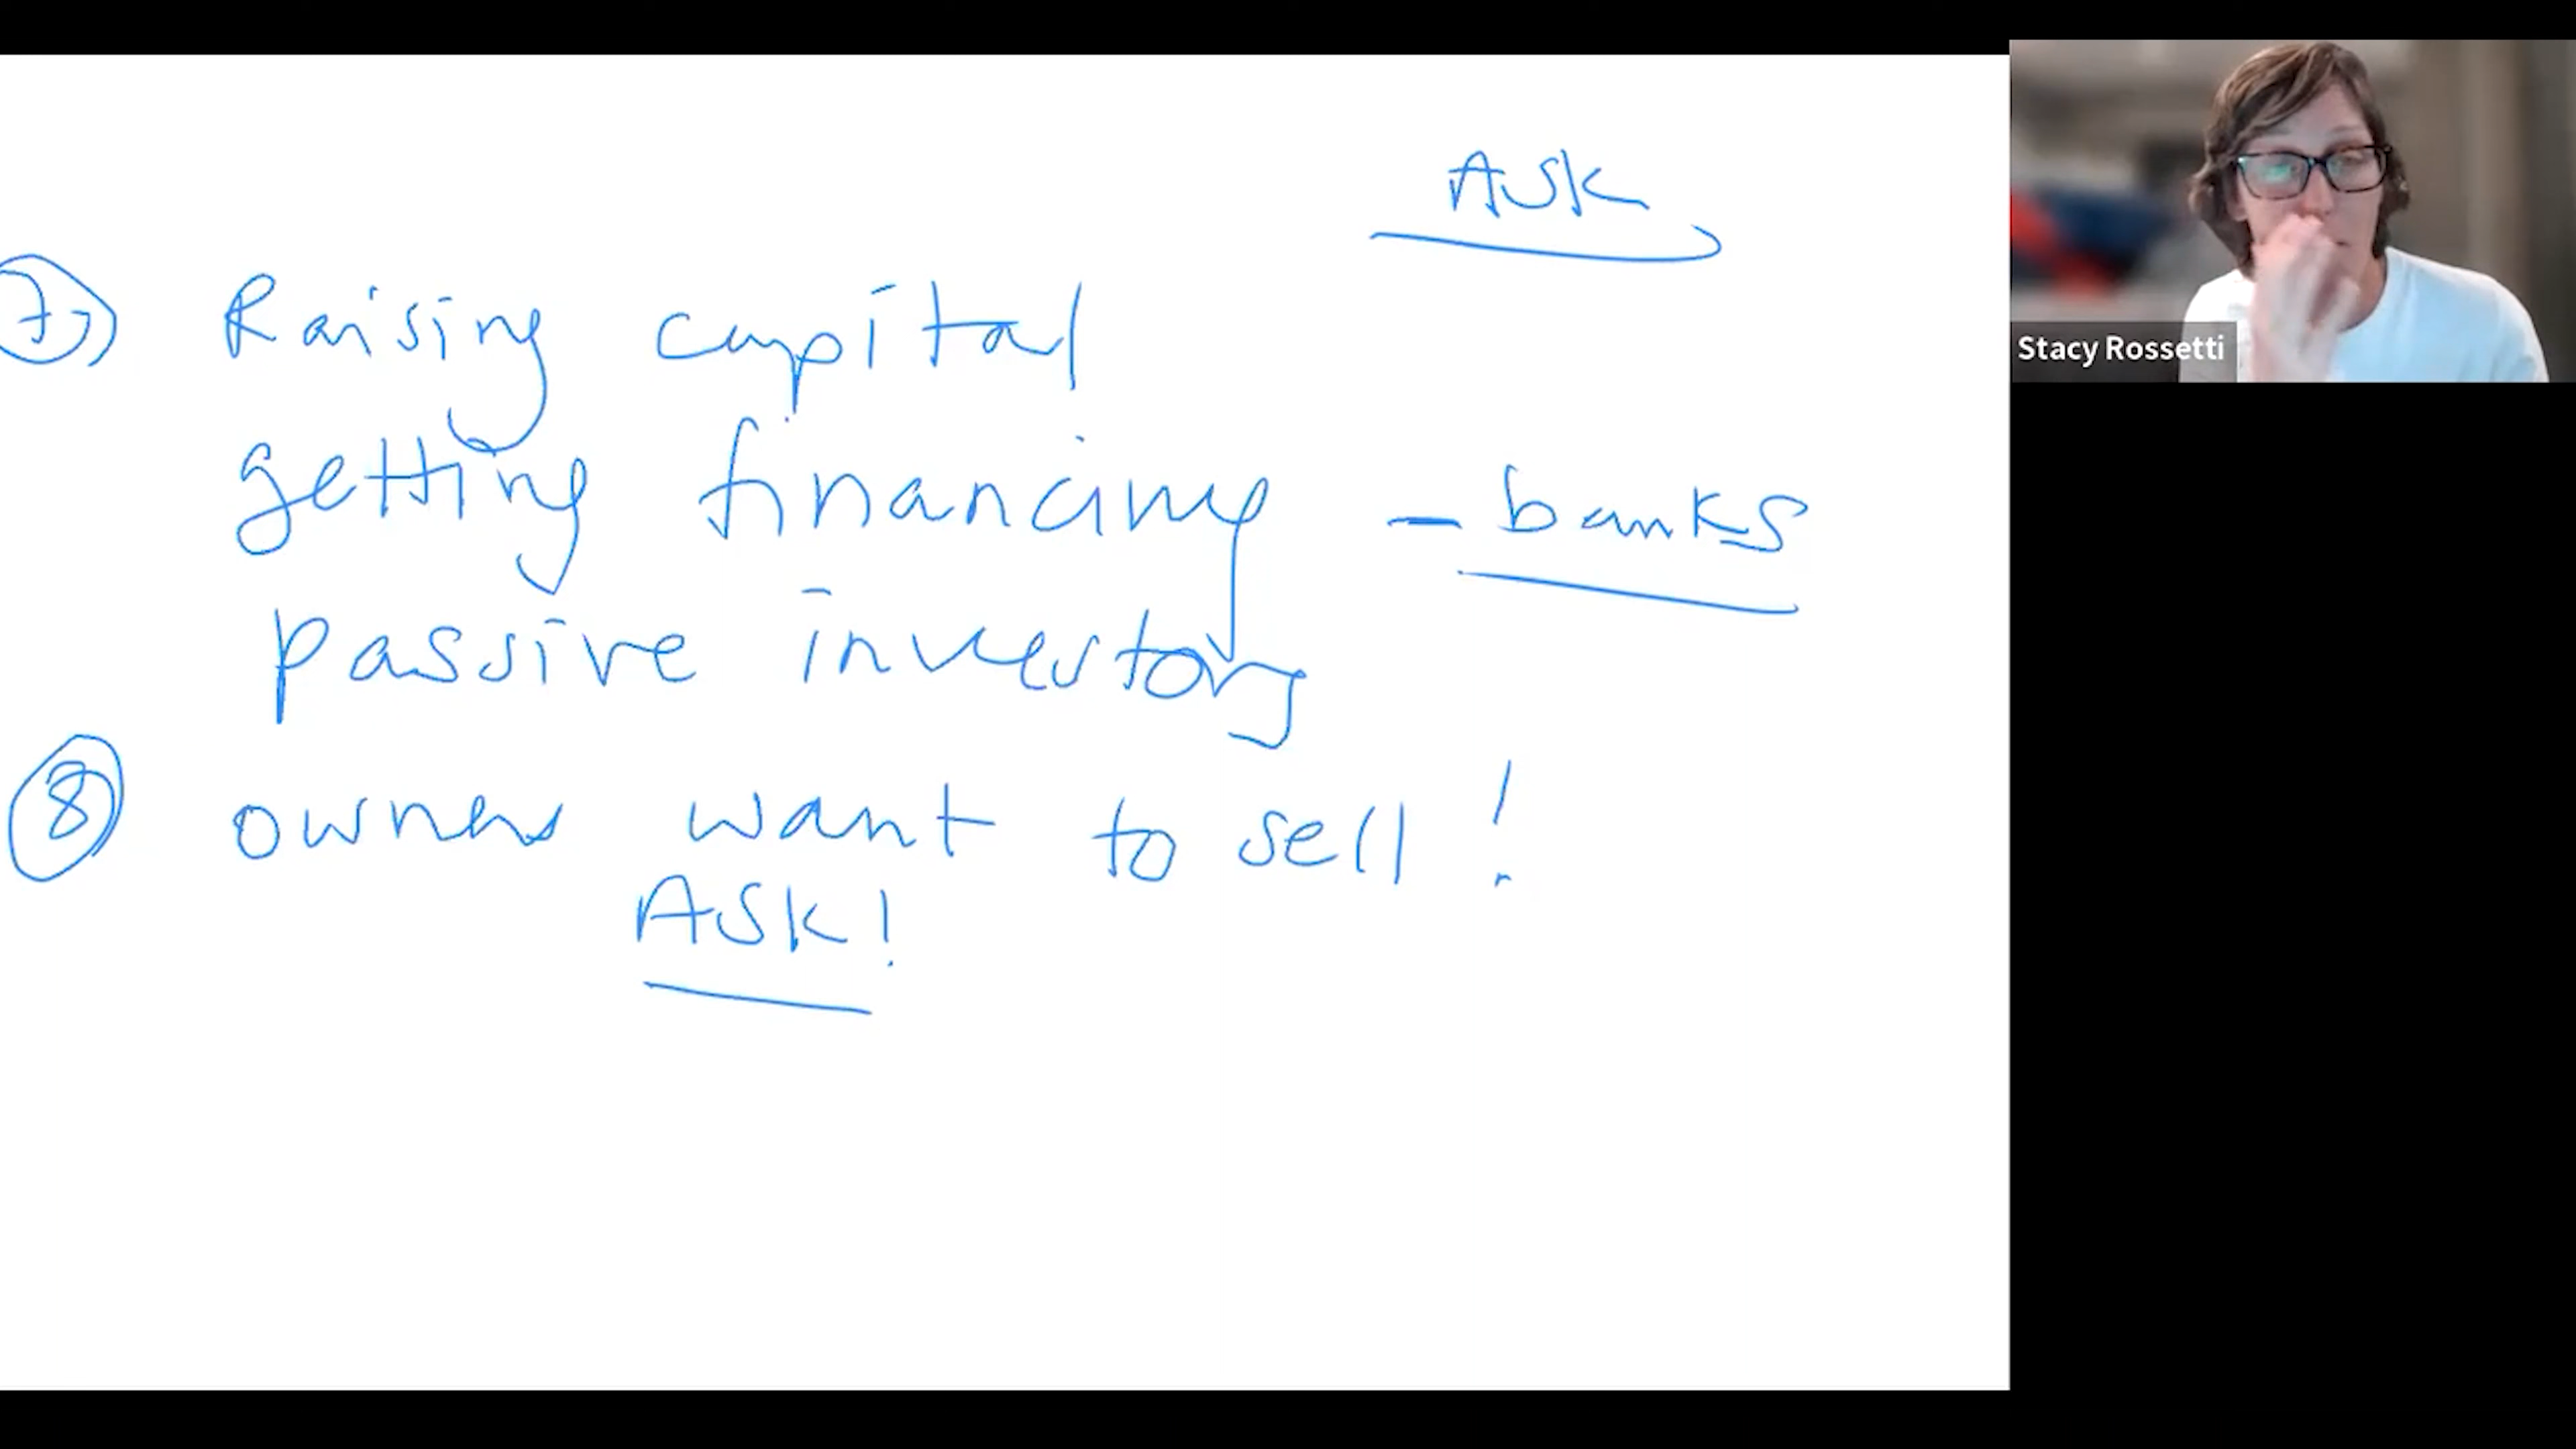 ASK
7 Raising capital
getting financing - banks
passive investors
8 owners want to sell!
ASK!
Stacy Rossetti